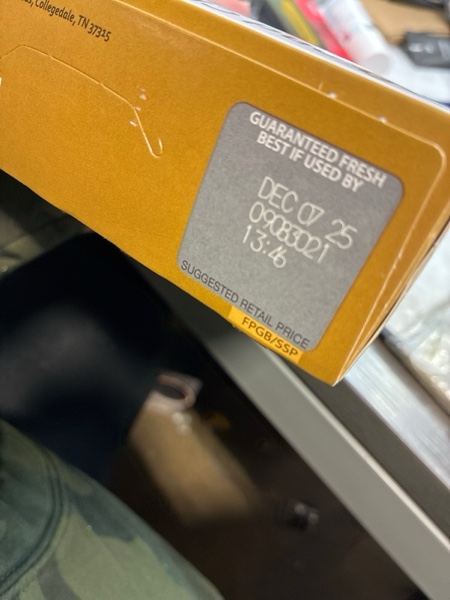 Collegedale, TN 37315
GUARANTEED FRESH
BEST IF USED BY
DEC 07 25
09083021
13:46
SUGGESTED RETAIL PRICE
FPGB/SSP